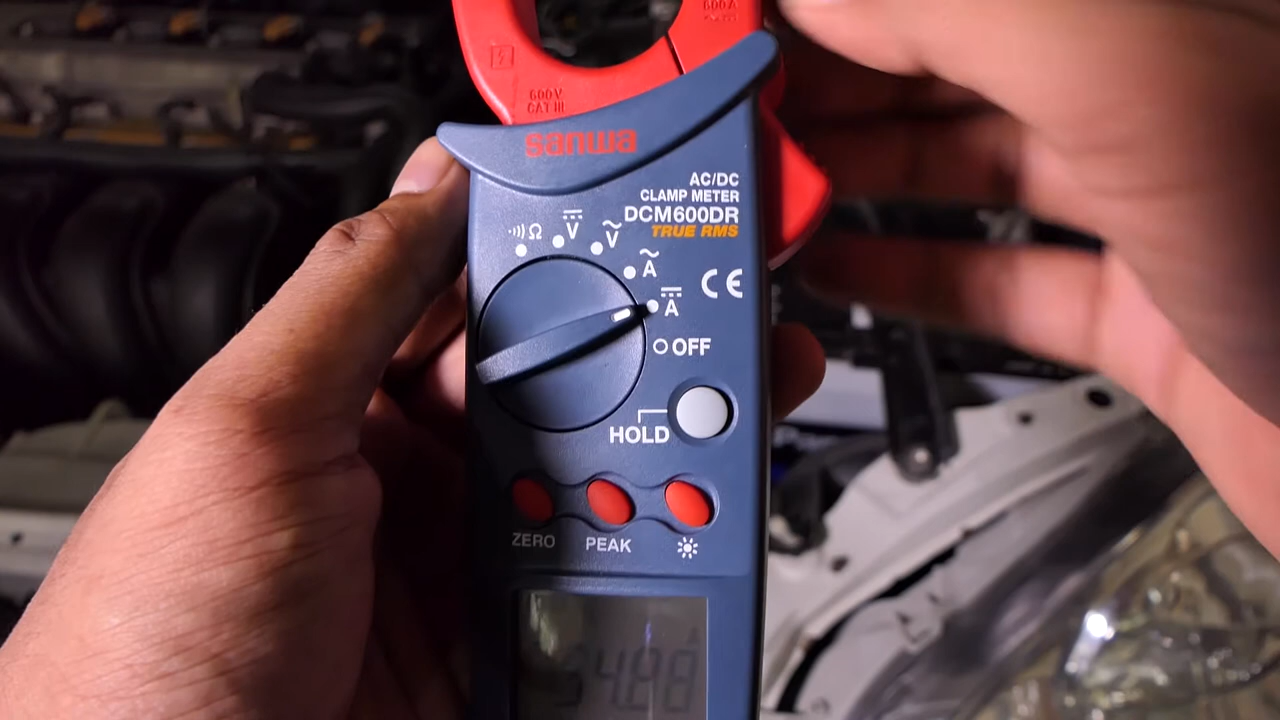 600A
600V
CAT III
sanwa
AC/DC
CLAMP METER
DCM600DR
TRUE RMS
Ω
V
V
A
A
CE
OFF
HOLD
ZERO
PEAK